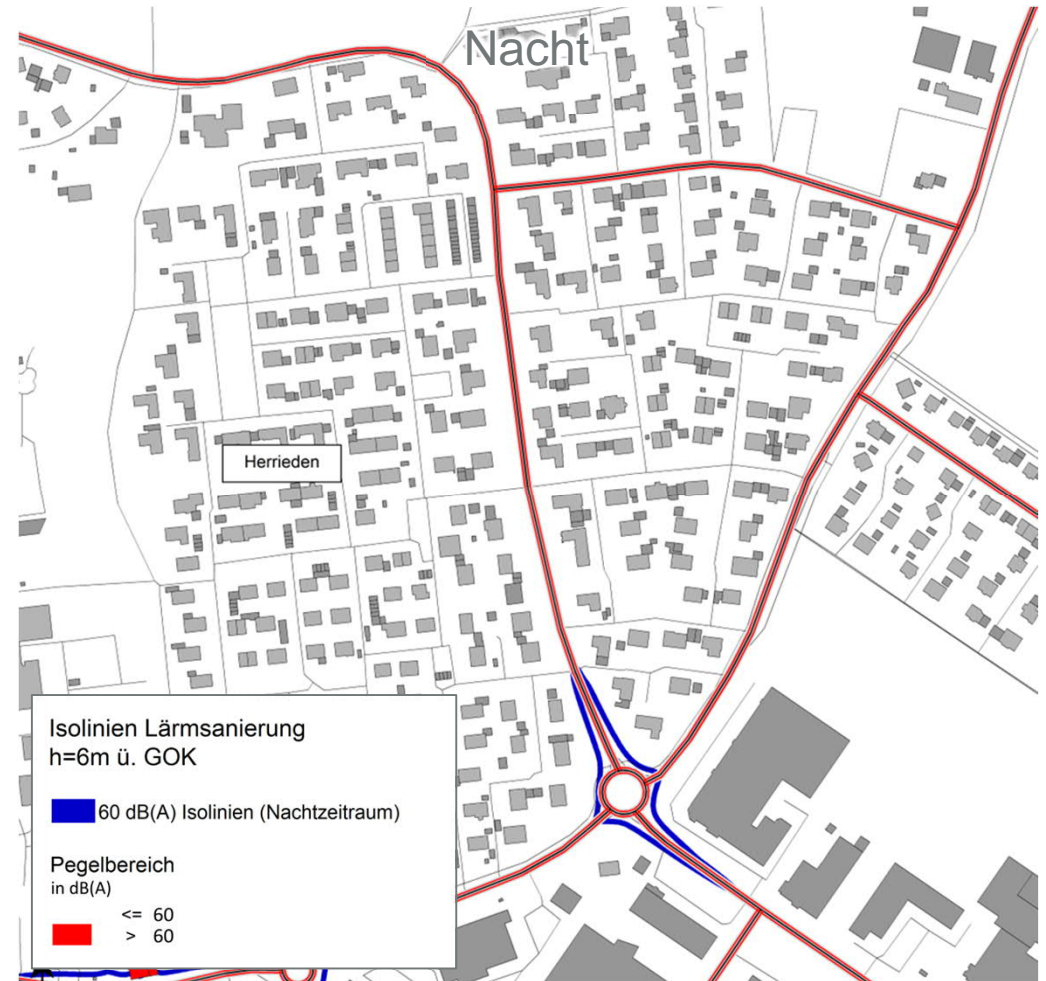 Nacht
Herrieden
Isolinien Lärmsanierung
h=6m ü. GOK
60 dB(A) Isolinien (Nachtzeitraum)
Pegelbereich
in dB(A)
<= 60
> 60